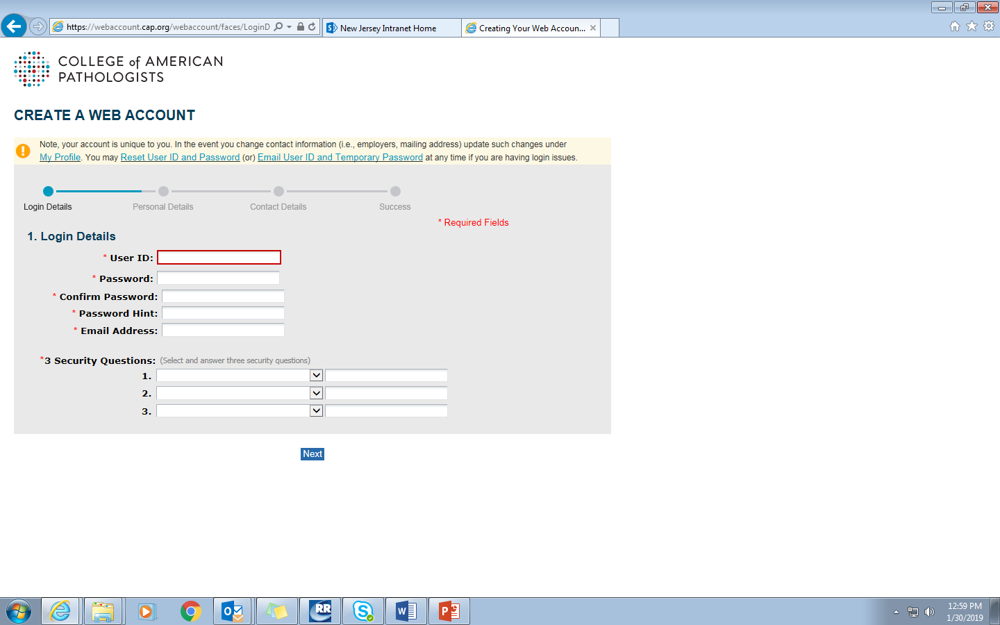 https://webaccount.cap.org/webaccount/faces/LoginD
New Jersey Intranet Home
Creating Your Web Accoun...
COLLEGE of AMERICAN
PATHOLOGISTS
CREATE A WEB ACCOUNT
Note, your account is unique to you. In the event you change contact information (i.e., employers, mailing address) update such changes under
My Profile. You may Reset User ID and Password (or) Email User ID and Temporary Password at any time if you are having login issues.
Login Details
Personal Details
Contact Details
Success
* Required Fields
1. Login Details
* User ID:
* Password:
* Confirm Password:
* Password Hint:
* Email Address:
*3 Security Questions: (Select and answer three security questions)
1.
2.
3.
Next
12:59 PM
1/30/2019